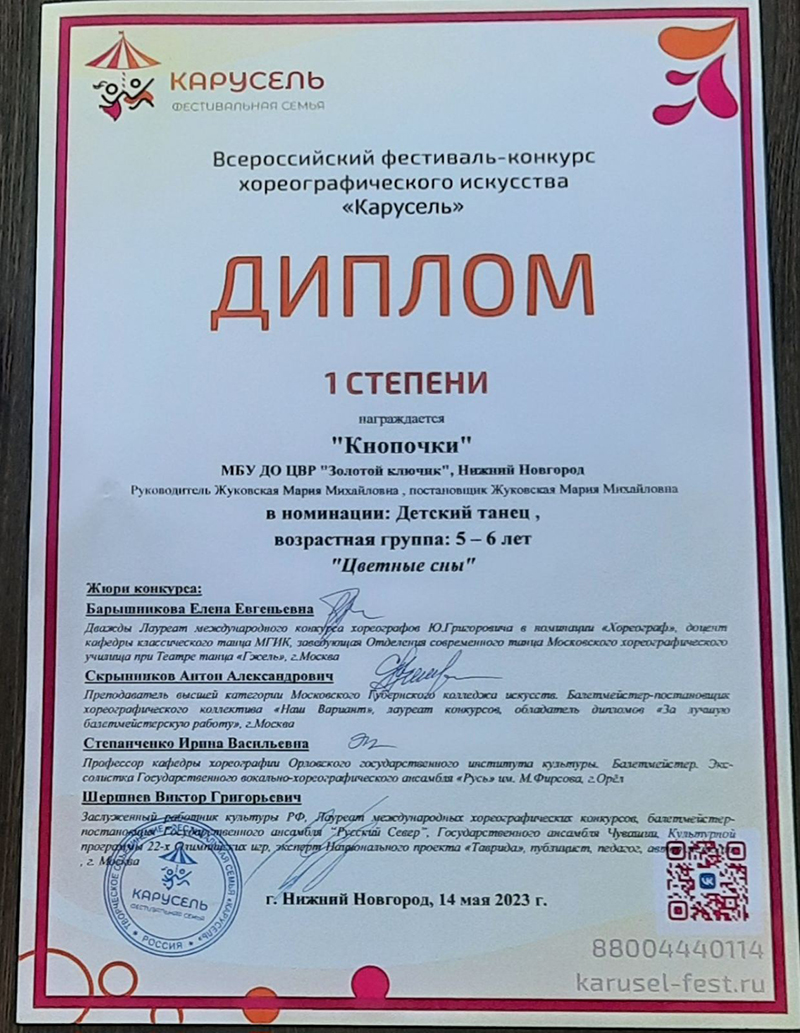 КАРУСЕЛЬ
ФЕСТИВАЛЬНАЯ СЕМЬЯ
Всероссийский фестиваль-конкурс
хореографического искусства
«Карусель»
ДИПЛОМ
1 СТЕПЕНИ
награждается
"Кнопочки"
МБУ ДО ЦВР "Золотой ключик", Нижний Новгород
Руководитель Жуковская Мария Михайловна , постановщик Жуковская Мария Михайловна
в номинации: Детский танец ,
возрастная группа: 5 – 6 лет
"Цветные сны"
Жюри конкурса:
Барышникова Елена Евгеньевна
Дважды Лауреат международного конкурса хореографов Ю.Григоровича в номинации «Хореограф», доцент
кафедры классического танца МГИК, заведующая Отделения современного танца Московского хореографического
училища при Театре танца «Гжель», г.Москва
Скрынников Антон Александрович
Преподаватель высшей категории Московского Губернского колледжа искусств. Балетмейстер-постановщик
хореографического коллектива «Наш Вариант», лауреат конкурсов, обладатель дипломов «За лучшую
балетмейстерскую работу», г.Москва
Степанченко Ирина Васильевна
Профессор кафедры хореографии Орловского государственного института культуры. Балетмейстер. Экс-
солистка Государственного вокально-хореографического ансамбля «Русь» им. М.Фирсова, г.Орёл
Шершнев Виктор Григорьевич
Заслуженный работник культуры РФ, Лауреат международных хореографических конкурсов, балетмейстер-
постановщик Государственного ансамбля "Русский Север", Государственного ансамбля Чувашии, Культурной
программы 22-х Олимпийских игр, эксперт Национального проекта «Таврида», публицист, педагог,
, г. Москва
ТВОРЧЕСКОЕ ОБЪЕДИНЕНИЕ ФЕСТИВАЛЬНАЯ СЕМЬЯ «КАРУСЕЛЬ»
КАРУСЕЛЬ
ФЕСТИВАЛЬНАЯ СЕМЬЯ
РОССИЯ
г. Нижний Новгород, 14 мая 2023 г.
88004440114
karusel-fest.ru